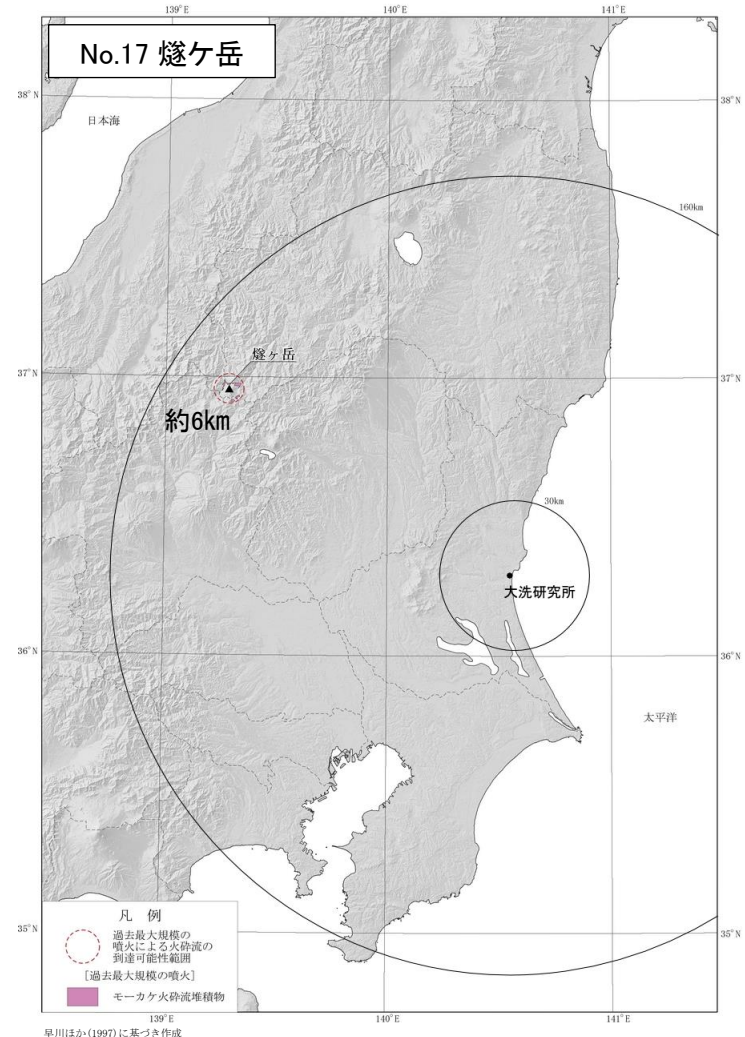 139°E
140°E
141°E
No.17 燧ケ岳
38°N
38°N
日本海
160km
燧ヶ岳
37°N
37°N
約6km
30km
大洗研究所
36°N
36°N
太平洋
凡 例
過去最大規模の
噴火による火砕流の
到達可能性範囲
[過去最大規模の噴火]
モーカケ火砕流堆積物
35°N
35°N
139°E
140°E
141°E
早川ほか(1997)に基づき作成